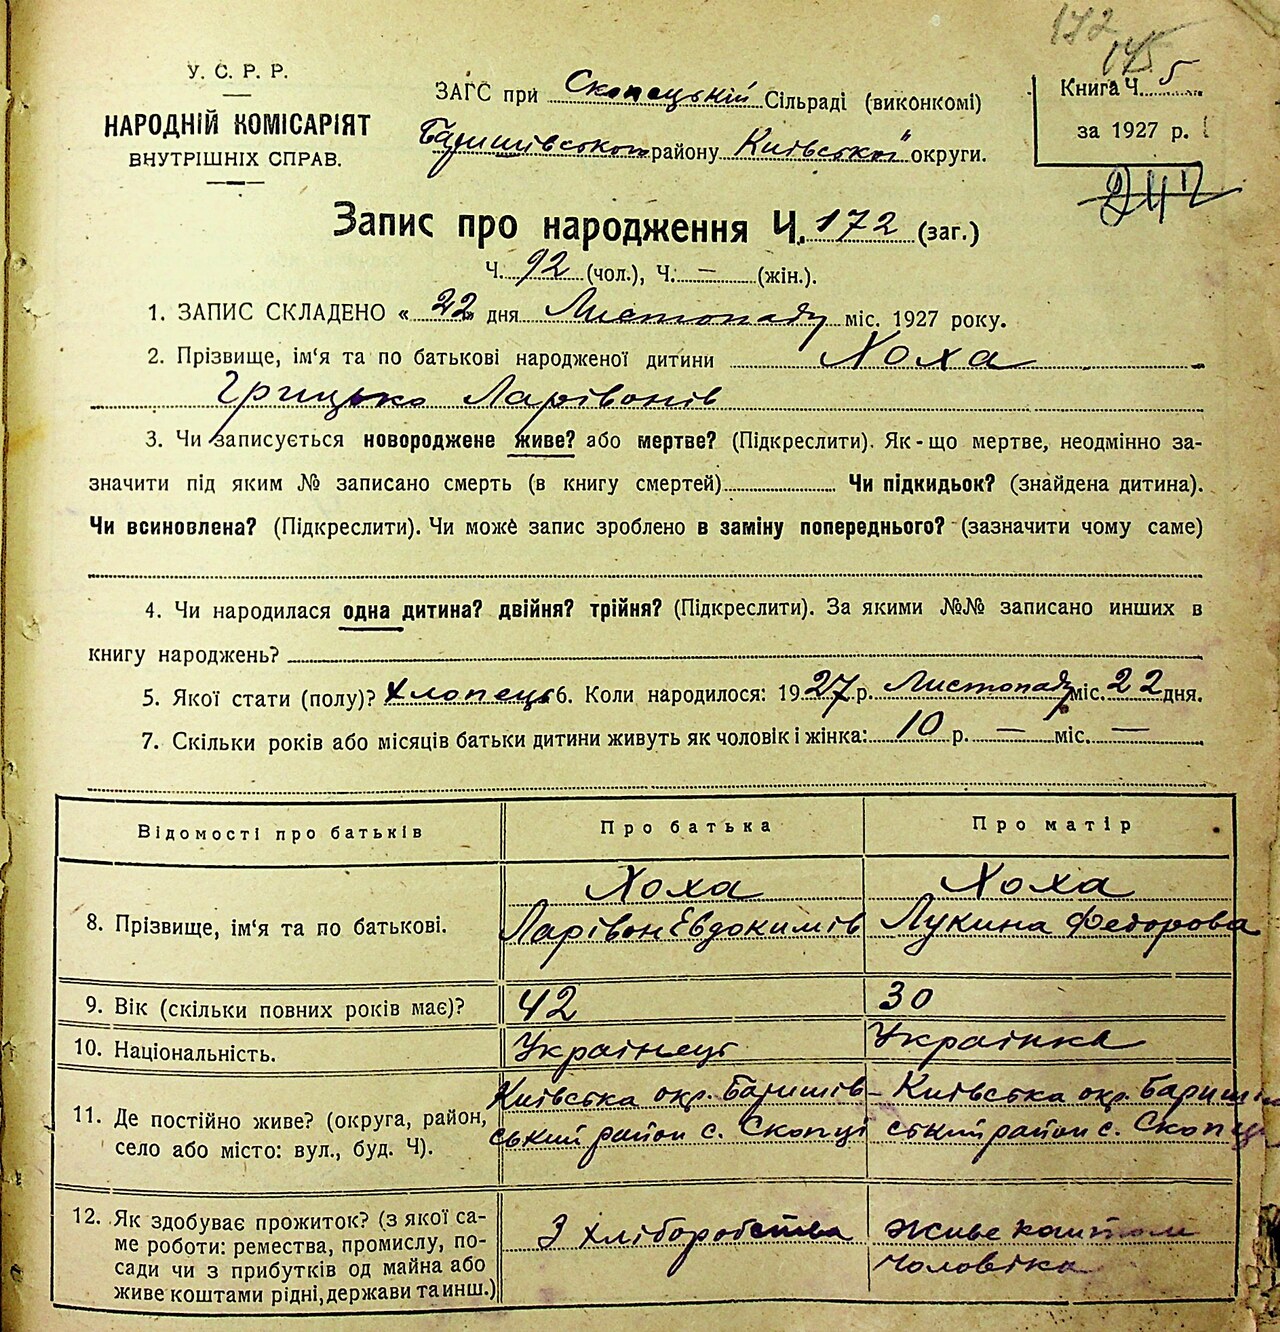 172
145
У. С. Р. Р.
НАРОДНІЙ КОМІСАРІЯТ
ВНУТРІШНІХ СПРАВ.
ЗАГС при Скопецькій Сільраді (виконкомі)
Баришівського району Київської округи.
Книга Ч. 5
за 1927 р.
Запис про народження Ч. 172 (заг.)
Ч. 92 (чол.), Ч. — (жін.).
1. ЗАПИС СКЛАДЕНО «22» дня Листопаду міс. 1927 року.
2. Прізвище, ім‘я та по батькові народженої дитини Хоха
Грицько Ларівонів
3. Чи записується новороджене живе? або мертве? (Підкреслити). Як-що мертве, неодмінно за-
значити під яким № записано смерть (в книгу смертей) Чи підкидьок? (знайдена дитина).
Чи всиновлена? (Підкреслити). Чи може запис зроблено в заміну попереднього? (зазначити чому саме)
4. Чи народилася одна дитина? двійня? трійня? (Підкреслити). За якими №№ записано инших в
книгу народжень?
5. Якої стати (полу)? Хлопець 6. Коли народилося: 1927 р. Листопаду міс. 22 дня.
7. Скільки років або місяців батьки дитини живуть як чоловік і жінка: 10 р. — міс. —
Відомості про батьків Про батька Про матір
8. Прізвище, ім‘я та по батькові. Хоха Ларівон Евдокимів Хоха Лукина Федорова
9. Вік (скільки повних років має)? 42 30
10. Національність. Українець Українка
11. Де постійно живе? (округа, район, Київська окр. Баришів- Київська окр. Баришів
село або місто: вул., буд. Ч). ський район с. Скопці ський район с. Скопці
12. Як здобуває прожиток? (з якої са- З хліборобства Живе коштом
ме роботи: ремества, промислу, по- чоловіка
сади чи з прибутків од майна або
живе коштами рідні, держави та инш.)